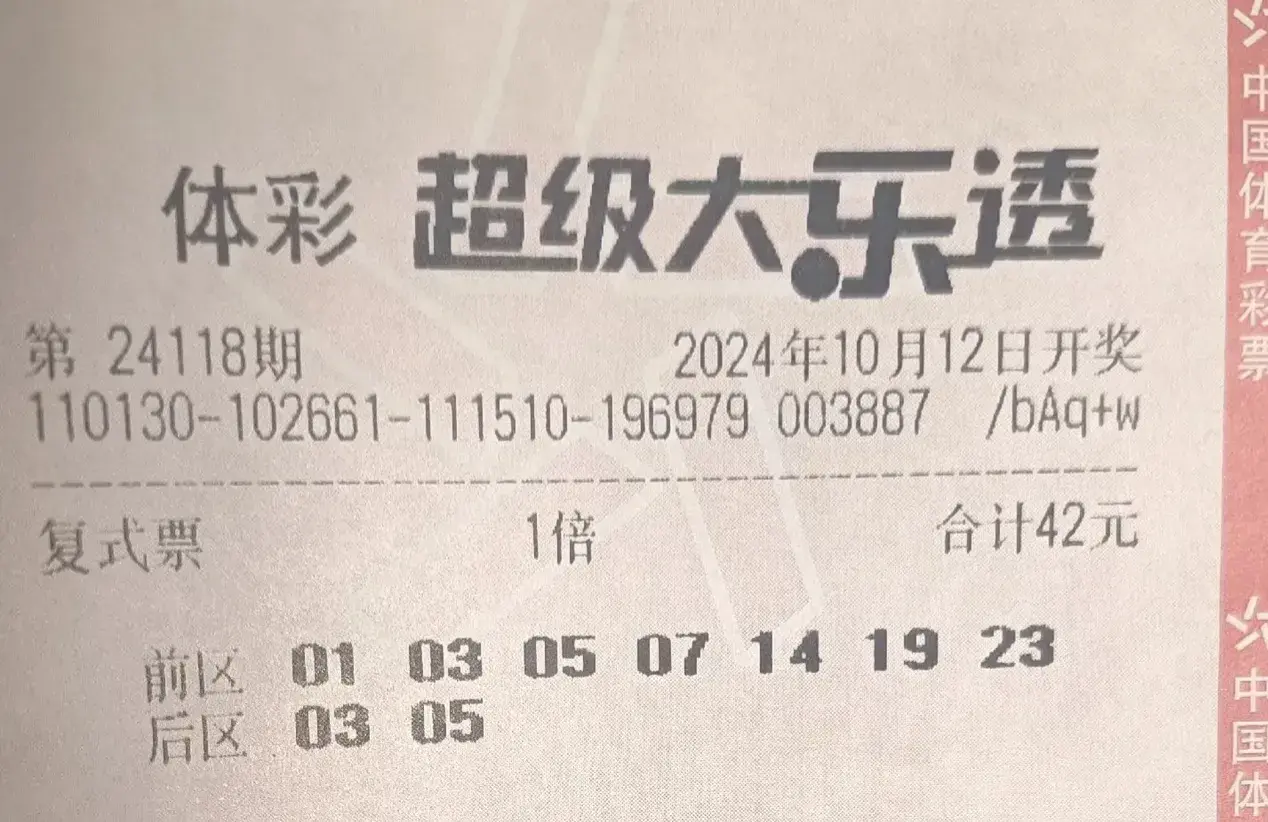 体彩 超级大乐透
第 24118期 2024年10月12日开奖
110130-102661-111510-196979 003887 /bAq+w
复式票 1倍 合计42元
前区 01 03 05 07 14 19 23
后区 03 05
中国体育彩票
中国体